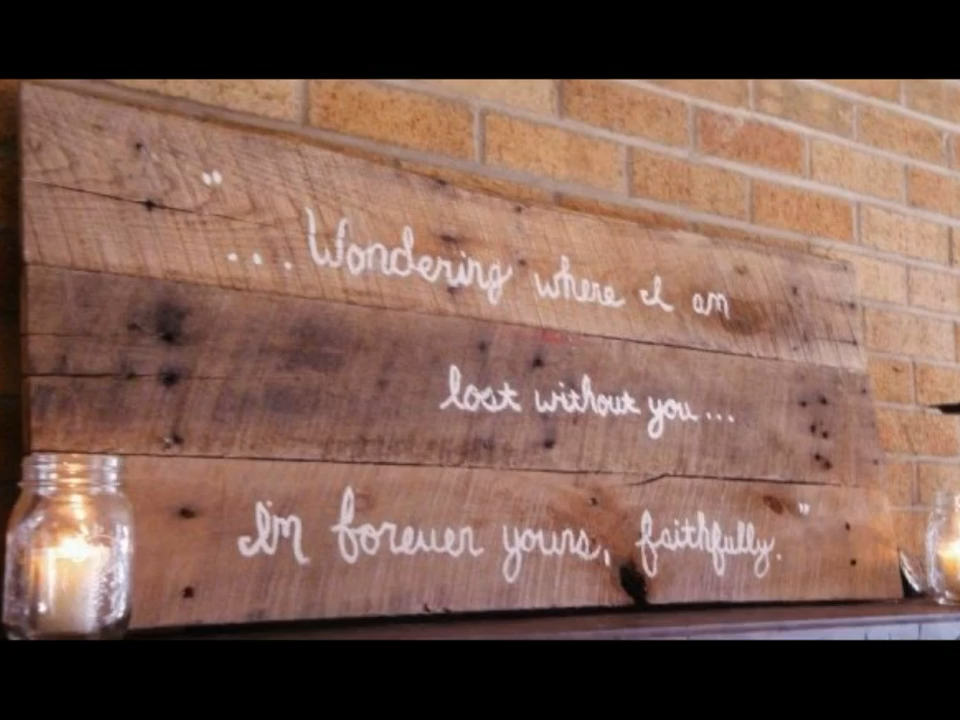 "...Wondering where I am
lost without you...
I'm forever yours, faithfully."